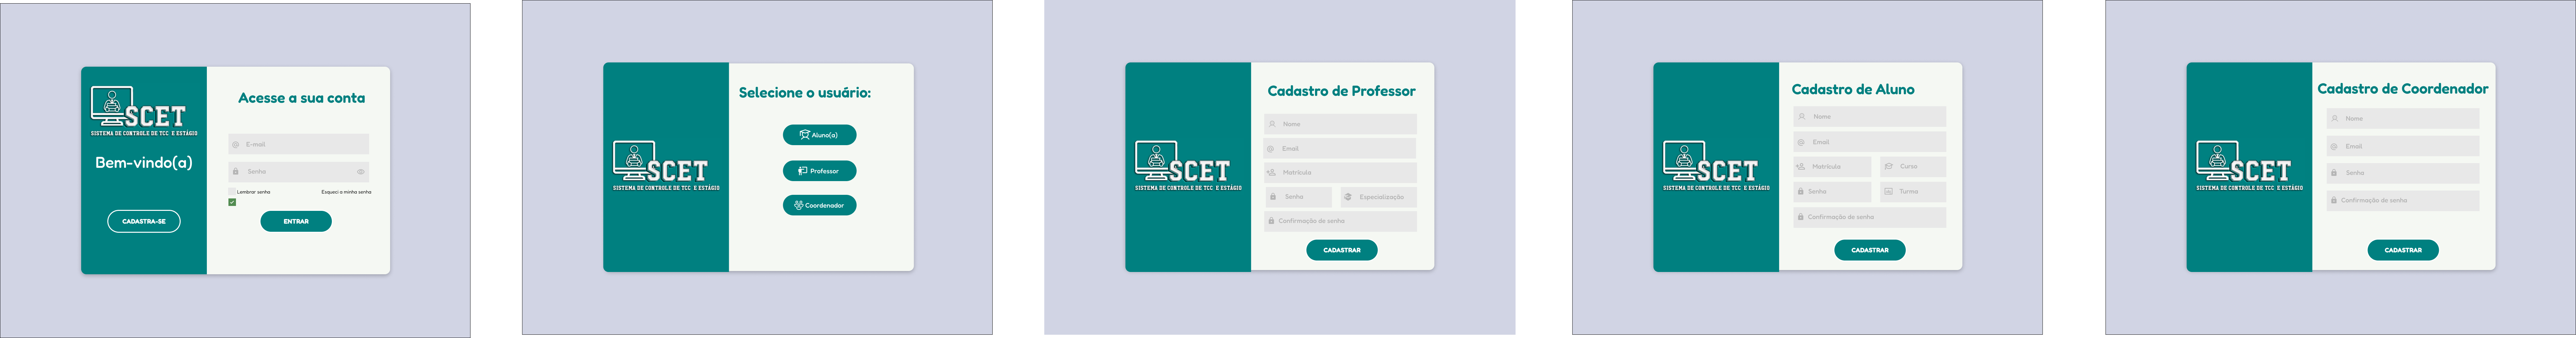 SCET
SISTEMA DE CONTROLE DE TCC E ESTÁGIO
Bem-vindo(a)
CADASTRA-SE
Acesse a sua conta
@ E-mail
Senha
Lembrar senha
Esqueci a minha senha
ENTRAR
SCET
SISTEMA DE CONTROLE DE TCC E ESTÁGIO
Selecione o usuário:
Aluno(a)
Professor
Coordenador
SCET
SISTEMA DE CONTROLE DE TCC E ESTÁGIO
Cadastro de Professor
Nome
@ Email
Matrícula
Senha
Especialização
Confirmação de senha
CADASTRAR
SCET
SISTEMA DE CONTROLE DE TCC E ESTÁGIO
Cadastro de Aluno
Nome
@ Email
Matrícula
Curso
Senha
Turma
Confirmação de senha
CADASTRAR
SCET
SISTEMA DE CONTROLE DE TCC E ESTÁGIO
Cadastro de Coordenador
Nome
@ Email
Senha
Confirmação de senha
CADASTRAR